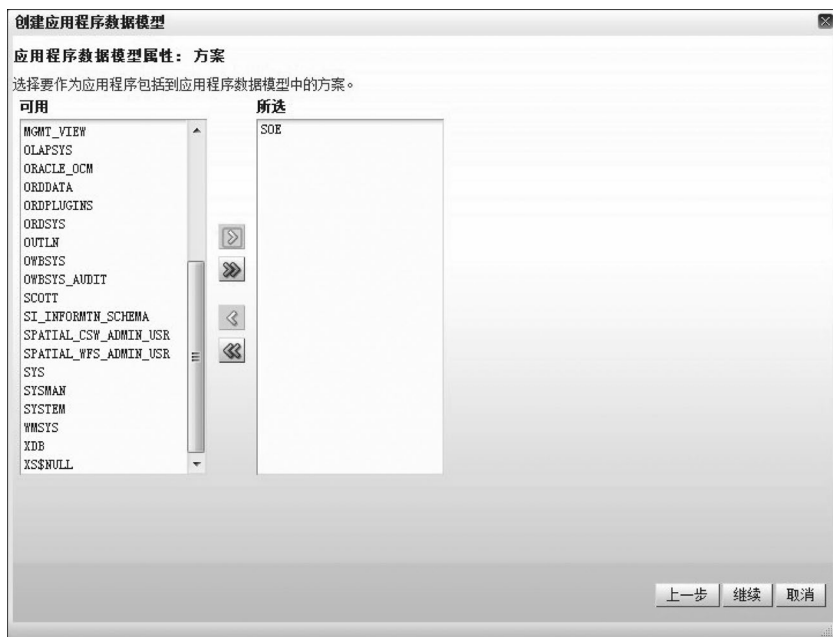 创建应用程序数据模型
应用程序数据模型属性: 方案
选择要作为应用程序包括到应用程序数据模型中的方案。
可用
所选
MGMT_VIEW
OLAPSYS
ORACLE_OCM
ORDDATA
ORDPLUGINS
ORDSYS
OUTLN
OWBSYS
OWBSYS_AUDIT
SCOTT
SI_INFORMTN_SCHEMA
SPATIAL_CSW_ADMIN_USR
SPATIAL_WFS_ADMIN_USR
SYS
SYSMAN
SYSTEM
WMSYS
XDB
XS$NULL
SOE
上一步
继续
取消